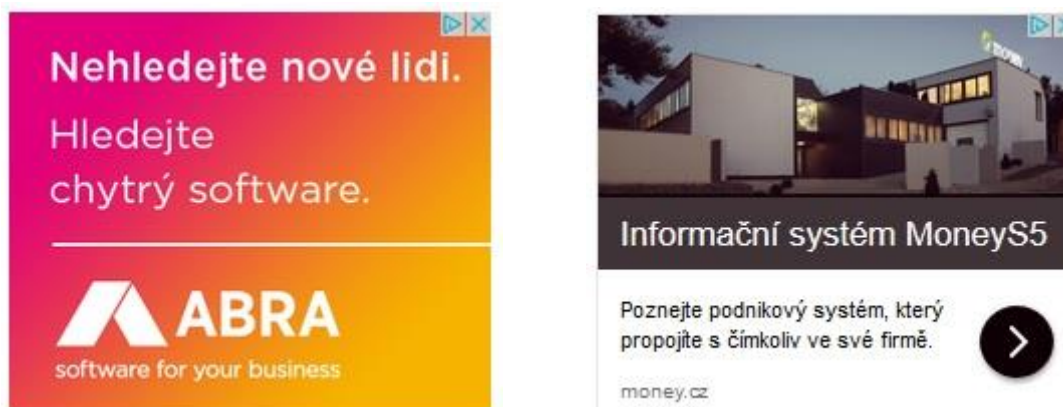 Nehledejte nové lidi.
Hledejte
chytrý software.
ABRA
software for your business
money
Informační systém MoneyS5
Poznejte podnikový systém, který
propojíte s čímkoliv ve své firmě.
money.cz